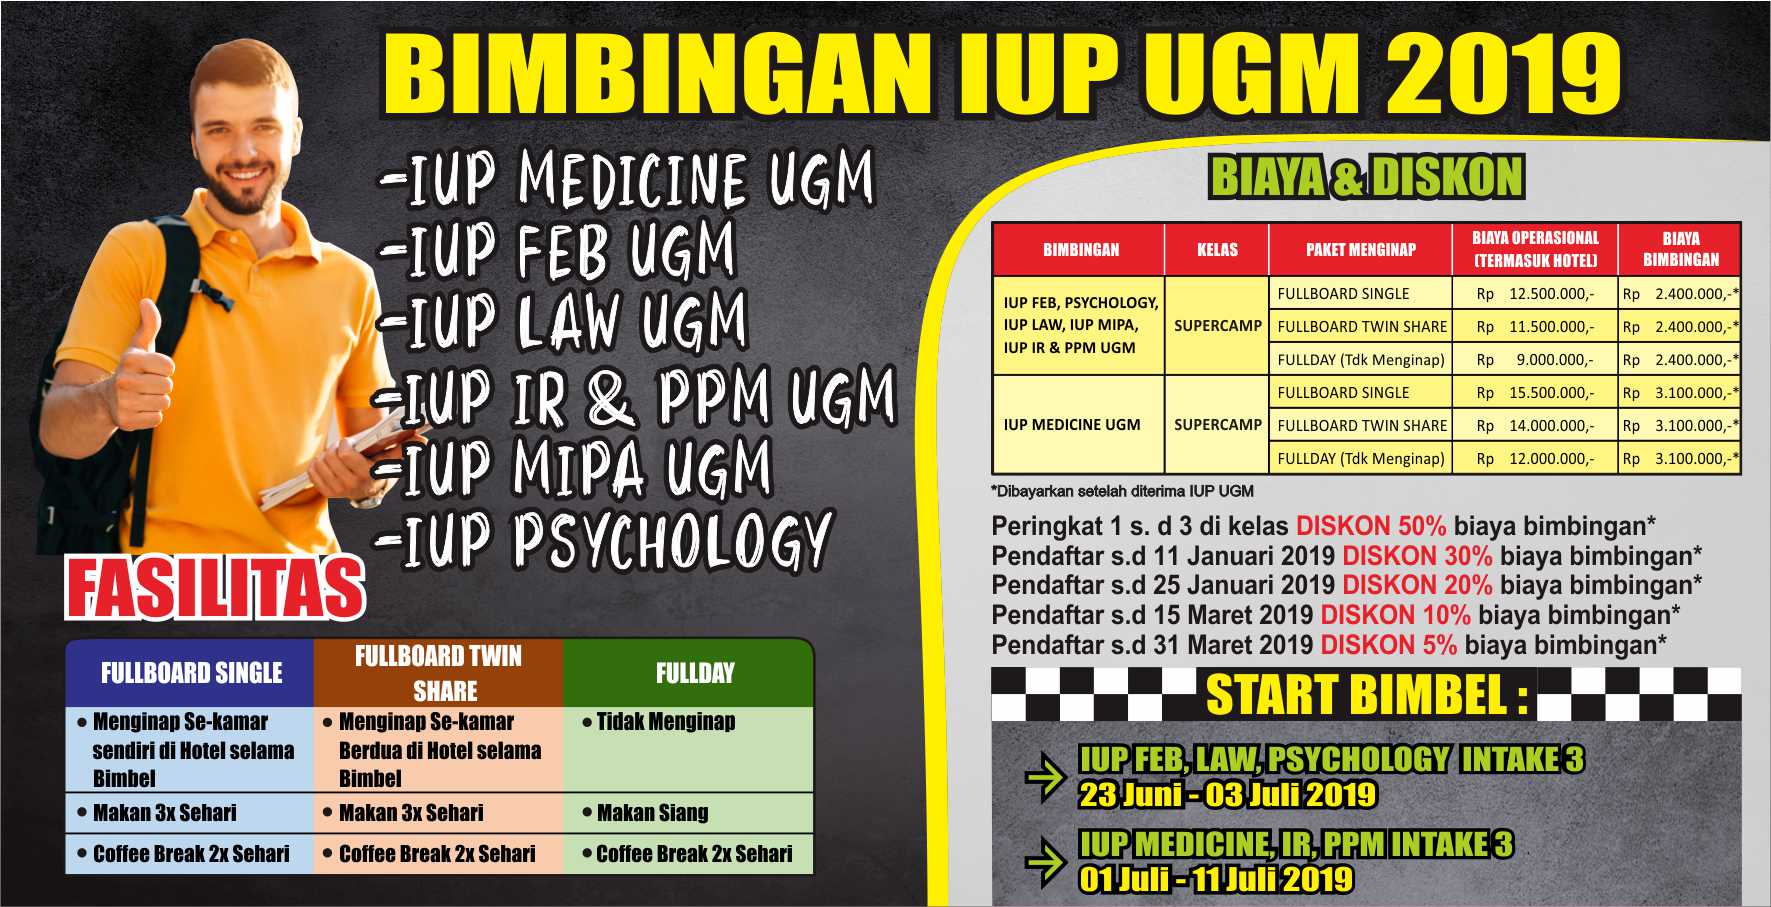 BIMBINGAN IUP UGM 2019
-IUP MEDICINE UGM
-IUP FEB UGM
-IUP LAW UGM
-IUP IR & PPM UGM
-IUP MIPA UGM
-IUP PSYCHOLOGY
FASILITAS
FULLBOARD SINGLE
FULLBOARD TWIN
SHARE
FULLDAY
• Menginap Se-kamar
sendiri di Hotel selama
Bimbel
• Menginap Se-kamar
Berdua di Hotel selama
Bimbel
• Tidak Menginap
• Makan 3x Sehari
• Makan 3x Sehari
• Makan Siang
• Coffee Break 2x Sehari
• Coffee Break 2x Sehari
• Coffee Break 2x Sehari
BIAYA & DISKON
BIMBINGAN
KELAS
PAKET MENGINAP
BIAYA OPERASIONAL
(TERMASUK HOTEL)
BIAYA
BIMBINGAN
IUP FEB, PSYCHOLOGY,
IUP LAW, IUP MIPA,
IUP IR & PPM UGM
SUPERCAMP
FULLBOARD SINGLE Rp 12.500.000,- Rp 2.400.000,-*
FULLBOARD TWIN SHARE Rp 11.500.000,- Rp 2.400.000,-*
FULLDAY (Tdk Menginap) Rp 9.000.000,- Rp 2.400.000,-*
IUP MEDICINE UGM
SUPERCAMP
FULLBOARD SINGLE Rp 15.500.000,- Rp 3.100.000,-*
FULLBOARD TWIN SHARE Rp 14.000.000,- Rp 3.100.000,-*
FULLDAY (Tdk Menginap) Rp 12.000.000,- Rp 3.100.000,-*
*Dibayarkan setelah diterima IUP UGM
Peringkat 1 s. d 3 di kelas DISKON 50% biaya bimbingan*
Pendaftar s.d 11 Januari 2019 DISKON 30% biaya bimbingan*
Pendaftar s.d 25 Januari 2019 DISKON 20% biaya bimbingan*
Pendaftar s.d 15 Maret 2019 DISKON 10% biaya bimbingan*
Pendaftar s.d 31 Maret 2019 DISKON 5% biaya bimbingan*
START BIMBEL :
IUP FEB, LAW, PSYCHOLOGY INTAKE 3
23 Juni - 03 Juli 2019
IUP MEDICINE, IR, PPM INTAKE 3
01 Juli - 11 Juli 2019